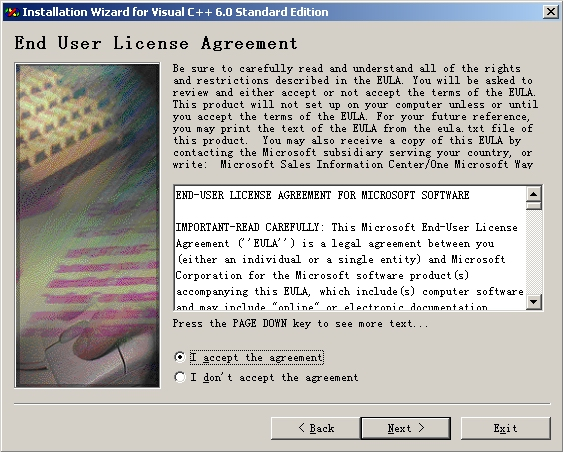 Installation Wizard for Visual C++ 6.0 Standard Edition
End User License Agreement
Be sure to carefully read and understand all of the rights
and restrictions described in the EULA. You will be asked to
review and either accept or not accept the terms of the EULA.
This product will not set up on your computer unless or until
you accept the terms of the EULA. For your future reference,
you may print the text of the EULA from the eula.txt file of
this product.  You may also receive a copy of this EULA by
contacting the Microsoft subsidiary serving your country, or
write:  Microsoft Sales Information Center/One Microsoft Way
END-USER LICENSE AGREEMENT FOR MICROSOFT SOFTWARE
IMPORTANT-READ CAREFULLY: This Microsoft End-User License
Agreement (''EULA'') is a legal agreement between you
(either an individual or a single entity) and Microsoft
Corporation for the Microsoft software product(s)
accompanying this EULA, which include(s) computer software
and may include "online" or electronic documentation
Press the PAGE DOWN key to see more text...
I accept the agreement
I don't accept the agreement
< Back
Next >
Exit